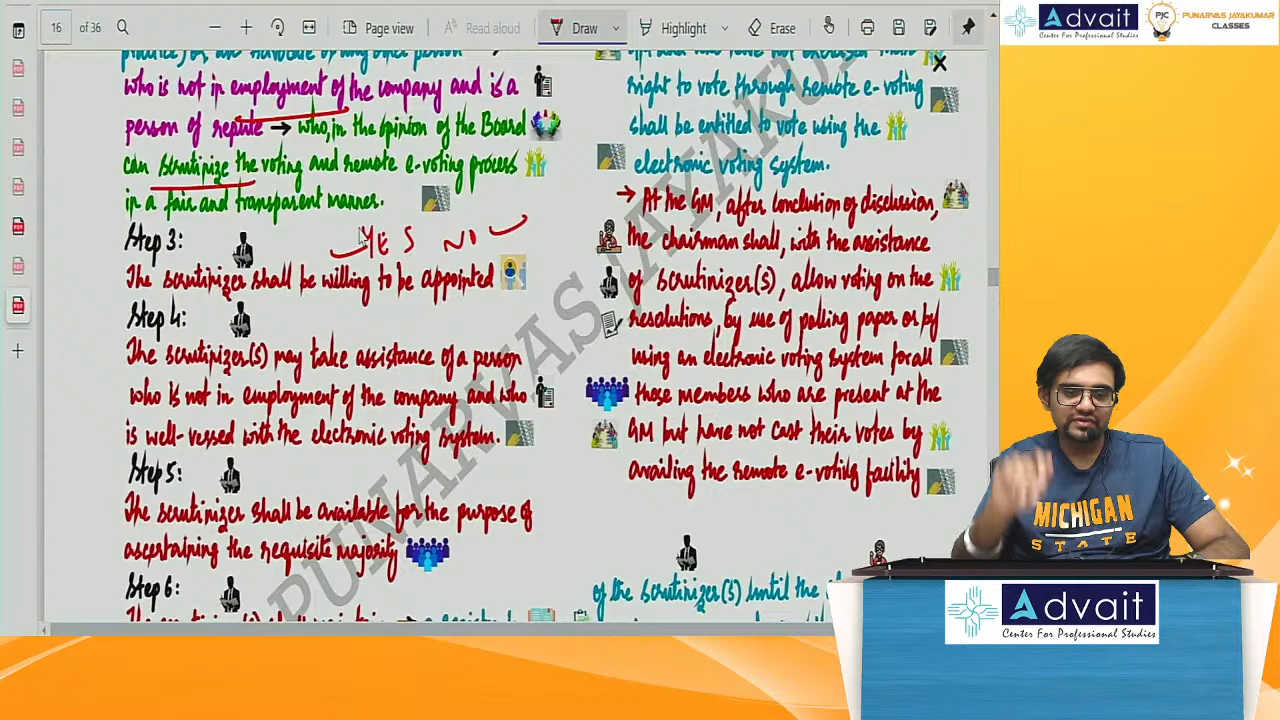 16 of 36
Page view
Read aloud
Draw
Highlight
Erase
Advait
Center For Professional Studies
PJC
PUNARVAS JAYAKUMAR
CLASSES
who is not in employment of the company and is a
person of repute → who, in the opinion of the Board
can scrutinize the voting and remote e-voting process
in a fair and transparent manner.
Step 3:
YES NO
The scrutinizer shall be willing to be appointed
Step 4:
The scrutinizer(s) may take assistance of a person
who is not in employment of the company and who
is well-versed with the electronic voting system.
Step 5:
The scrutinizer shall be available for the purpose of
ascertaining the requisite majority
Step 6:
right to vote through remote e-voting
shall be entitled to vote using the
electronic voting system.
→ At the GM, after conclusion of discussion,
the chairman shall, with the assistance
of scrutinizer(s), allow voting on the
resolutions, by use of polling paper or by
using an electronic voting system for all
those members who are present at the
GM but have not cast their votes by
availing the remote e-voting facility
of the scrutinizer(s) until the
PUNARVAS JAYAKU
MICHIGAN
STATE
Advait
Center For Professional Studies